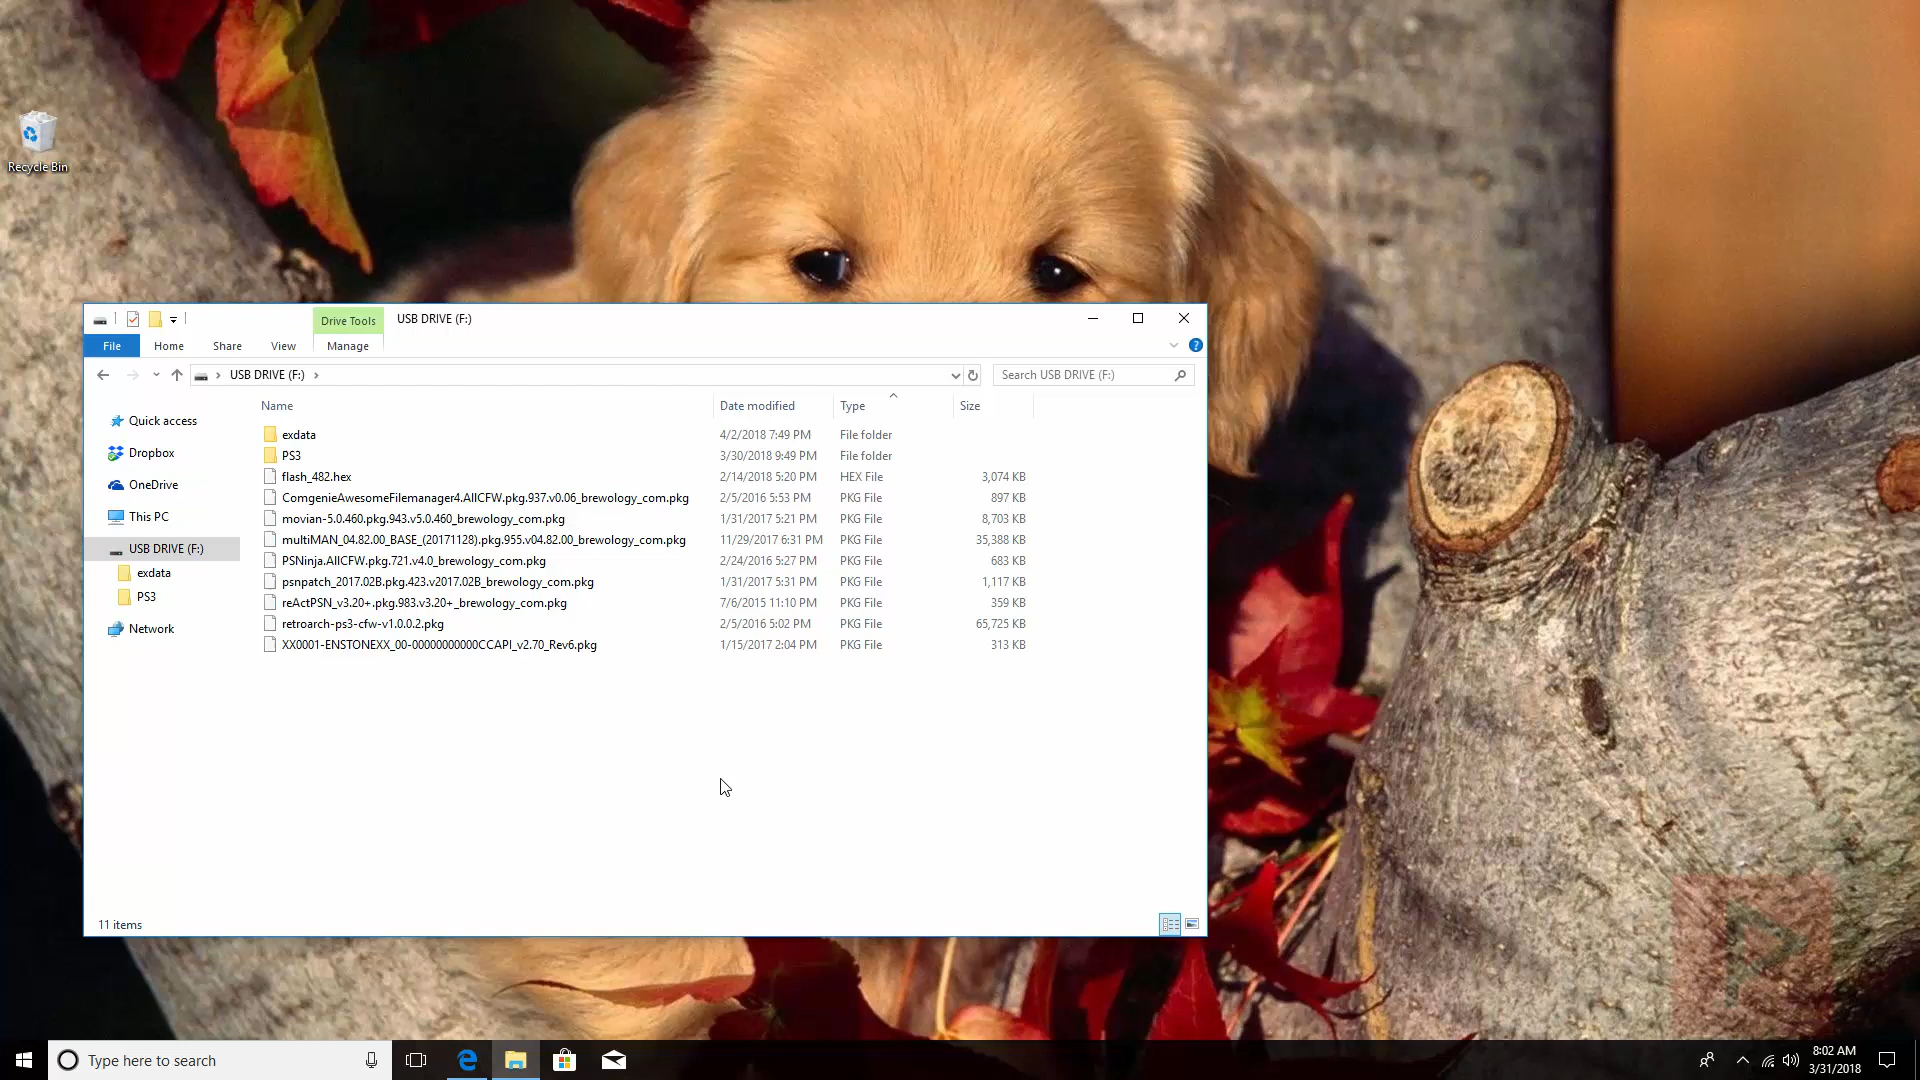 Recycle Bin
Drive Tools
USB DRIVE (F:)
File
Home
Share
View
Manage
USB DRIVE (F:)
Search USB DRIVE (F:)
Name
Date modified
Type
Size
Quick access
Dropbox
OneDrive
This PC
USB DRIVE (F:)
exdata
PS3
Network
exdata 4/2/2018 7:49 PM File folder
PS3 3/30/2018 9:49 PM File folder
flash_482.hex 2/14/2018 5:20 PM HEX File 3,074 KB
ComgenieAwesomeFilemanager4.AllCFW.pkg.937.v0.06_brewology_com.pkg 2/5/2016 5:53 PM PKG File 897 KB
movian-5.0.460.pkg.943.v5.0.460_brewology_com.pkg 1/31/2017 5:21 PM PKG File 8,703 KB
multiMAN_04.82.00_BASE_(20171128).pkg.955.v04.82.00_brewology_com.pkg 11/29/2017 6:31 PM PKG File 35,388 KB
PSNinja.AllCFW.pkg.721.v4.0_brewology_com.pkg 2/24/2016 5:27 PM PKG File 683 KB
psnpatch_2017.02B.pkg.423.v2017.02B_brewology_com.pkg 1/31/2017 5:31 PM PKG File 1,117 KB
reActPSN_v3.20+.pkg.983.v3.20+_brewology_com.pkg 7/6/2015 11:10 PM PKG File 359 KB
retroarch-ps3-cfw-v1.0.0.2.pkg 2/5/2016 5:02 PM PKG File 65,725 KB
XX0001-ENSTONEXX_00-00000000000CCAPI_v2.70_Rev6.pkg 1/15/2017 2:04 PM PKG File 313 KB
11 items
Type here to search
8:02 AM
3/31/2018